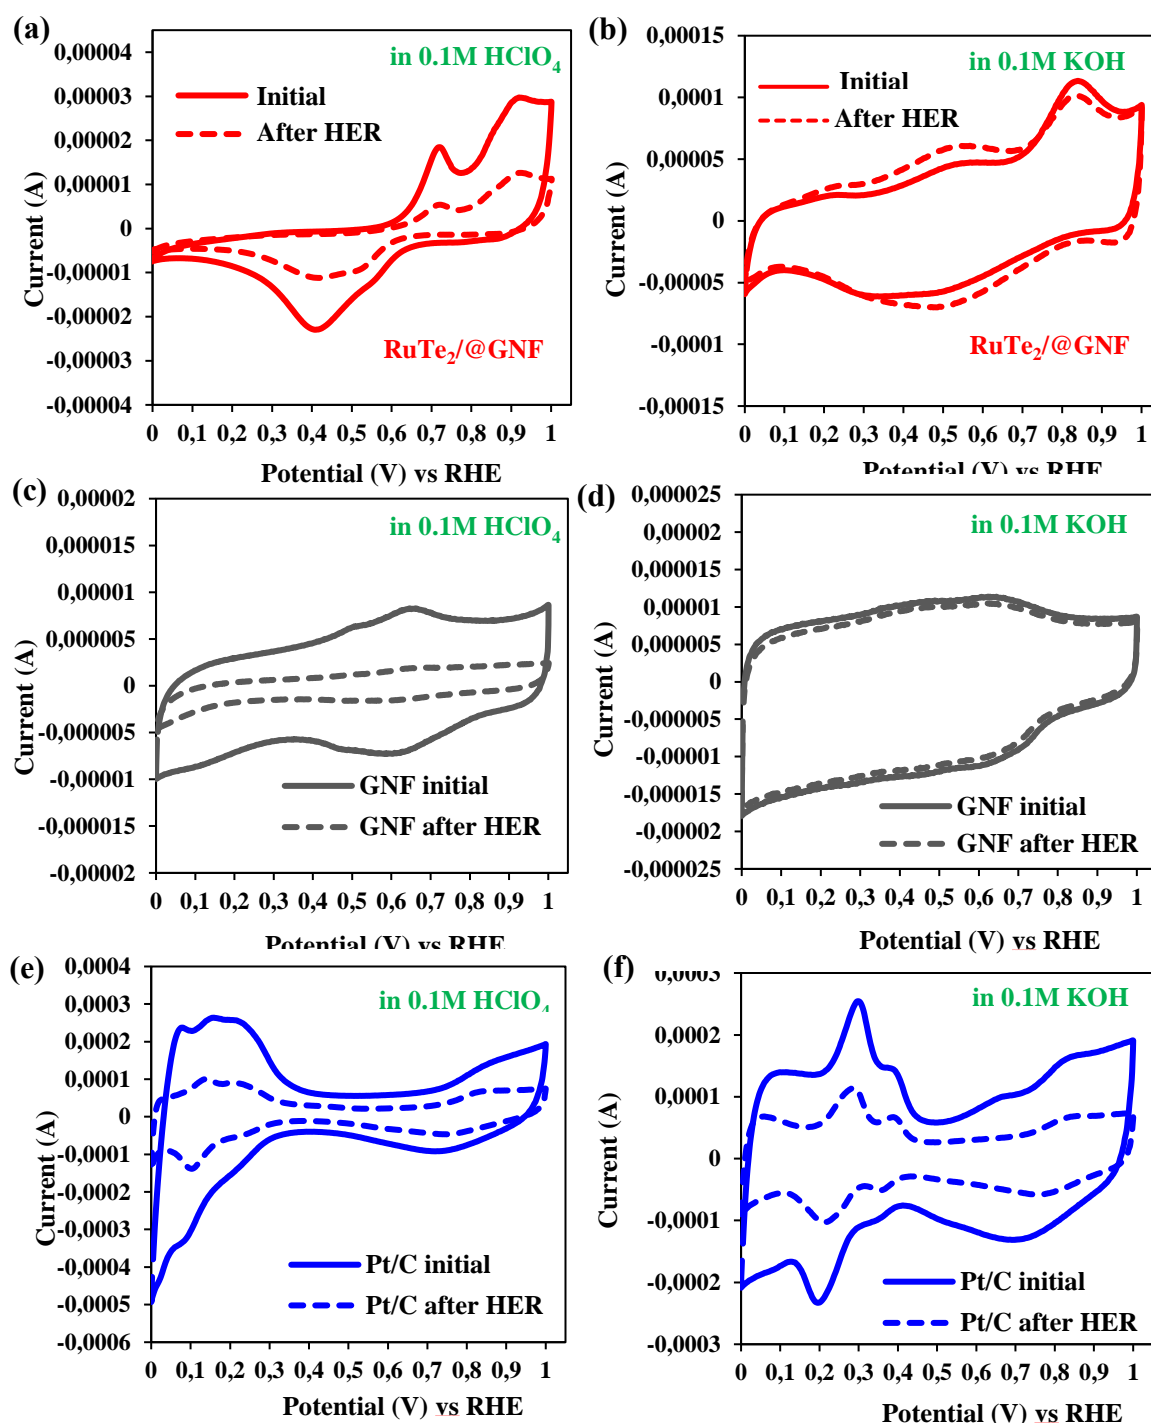 (a)
0,00004
0,00003
0,00002
0,00001
0
-0,00001
-0,00002
-0,00003
-0,00004
Current (A)
in 0.1M HClO4
Initial
After HER
RuTe2/@GNF
0 0,1 0,2 0,3 0,4 0,5 0,6 0,7 0,8 0,9 1
Potential (V) vs RHE
(b)
0,00015
0,0001
0,00005
0
-0,00005
-0,0001
-0,00015
Current (A)
in 0.1M KOH
Initial
After HER
RuTe2/@GNF
0 0,1 0,2 0,3 0,4 0,5 0,6 0,7 0,8 0,9 1
Potential (V) vs RHE
(c)
0,00002
0,000015
0,00001
0,000005
0
-0,000005
-0,00001
-0,000015
-0,00002
Current (A)
in 0.1M HClO4
GNF initial
GNF after HER
0 0,1 0,2 0,3 0,4 0,5 0,6 0,7 0,8 0,9 1
Potential (V) vs RHE
(d)
0,000025
0,00002
0,000015
0,00001
0,000005
0
-0,000005
-0,00001
-0,000015
-0,00002
-0,000025
Current (A)
in 0.1M KOH
GNF initial
GNF after HER
0 0,1 0,2 0,3 0,4 0,5 0,6 0,7 0,8 0,9 1
Potential (V) vs RHE
(e)
0,0004
0,0003
0,0002
0,0001
0
-0,0001
-0,0002
-0,0003
-0,0004
-0,0005
-0,0006
Current (A)
in 0.1M HClO4
Pt/C initial
Pt/C after HER
0 0,1 0,2 0,3 0,4 0,5 0,6 0,7 0,8 0,9 1
Potential (V) vs RHE
(f)
0,0003
0,0002
0,0001
0
-0,0001
-0,0002
-0,0003
Current (A)
in 0.1M KOH
Pt/C initial
Pt/C after HER
0 0,1 0,2 0,3 0,4 0,5 0,6 0,7 0,8 0,9 1
Potential (V) vs RHE